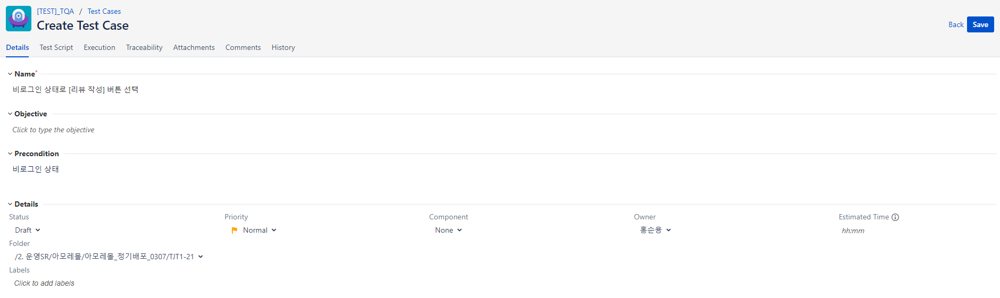 [TEST]_TQA / Test Cases
Create Test Case
Back Save
Details Test Script Execution Traceability Attachments Comments History
Name*
비로그인 상태로 [리뷰 작성] 버튼 선택
Objective
Click to type the objective
Precondition
비로그인 상태
Details
Status Priority Component Owner Estimated Time
Draft Normal None 홍순용 hh:mm
Folder
/2. 운영SR/아모레몰/아모레몰_정기배포_0307/TJT1-21
Labels
Click to add labels